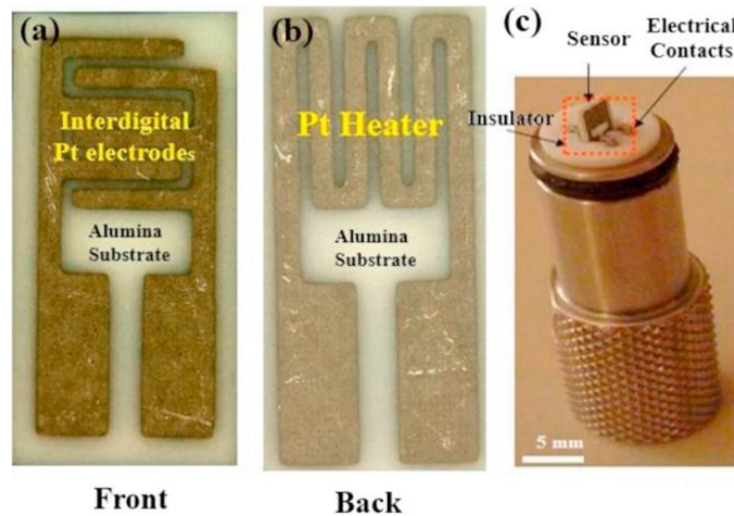 (a)
Interdigital
Pt electrodes
Alumina
Substrate
Front
(b)
Pt Heater
Alumina
Substrate
Back
(c)
Sensor
Electrical
Contacts
Insulator
5 mm